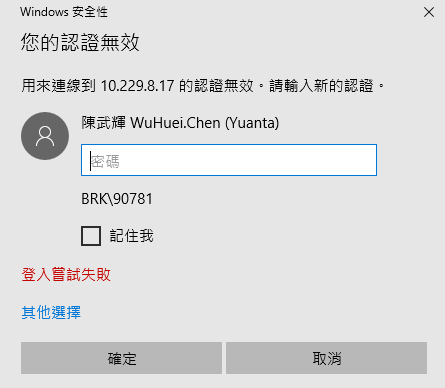 Windows 安全性
您的認證無效
用來連線到 10.229.8.17 的認證無效。請輸入新的認證。
陳武輝 WuHuei.Chen (Yuanta)
密碼
BRK\90781
記住我
登入嘗試失敗
其他選擇
確定
取消